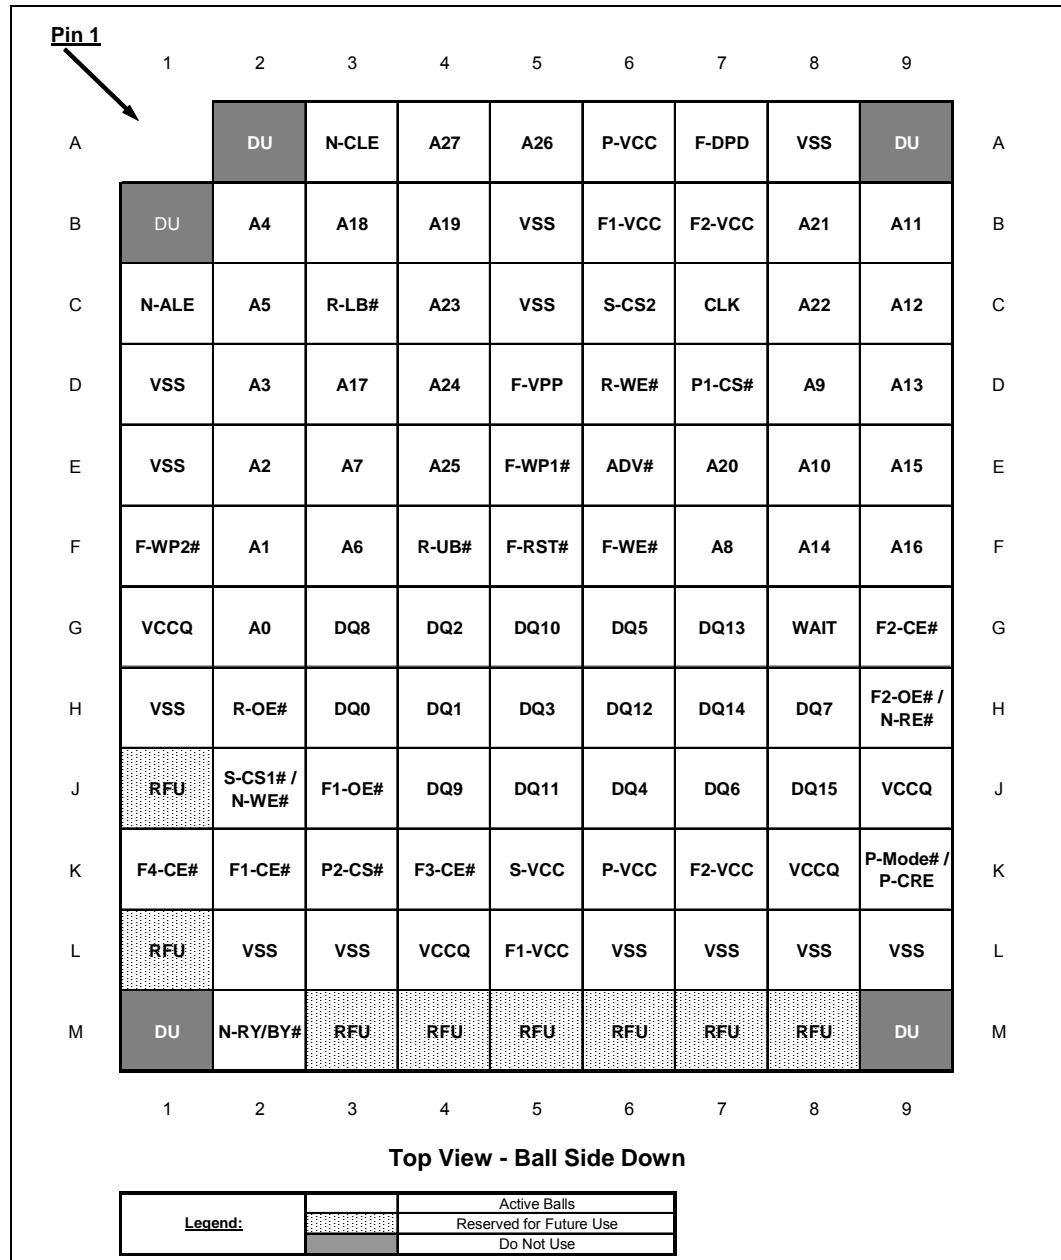 Pin 1
1 2 3 4 5 6 7 8 9
A DU N-CLE A27 A26 P-VCC F-DPD VSS DU A
B DU A4 A18 A19 VSS F1-VCC F2-VCC A21 A11 B
C N-ALE A5 R-LB# A23 VSS S-CS2 CLK A22 A12 C
D VSS A3 A17 A24 F-VPP R-WE# P1-CS# A9 A13 D
E VSS A2 A7 A25 F-WP1# ADV# A20 A10 A15 E
F F-WP2# A1 A6 R-UB# F-RST# F-WE# A8 A14 A16 F
G VCCQ A0 DQ8 DQ2 DQ10 DQ5 DQ13 WAIT F2-CE# G
H VSS R-OE# DQ0 DQ1 DQ3 DQ12 DQ14 DQ7 F2-OE# / N-RE# H
J RFU S-CS1# / N-WE# F1-OE# DQ9 DQ11 DQ4 DQ6 DQ15 VCCQ J
K F4-CE# F1-CE# P2-CS# F3-CE# S-VCC P-VCC F2-VCC VCCQ P-Mode# / P-CRE K
L RFU VSS VSS VCCQ F1-VCC VSS VSS VSS VSS L
M DU N-RY/BY# RFU RFU RFU RFU RFU RFU DU M
1 2 3 4 5 6 7 8 9
Top View - Ball Side Down
Legend:
Active Balls
Reserved for Future Use
Do Not Use